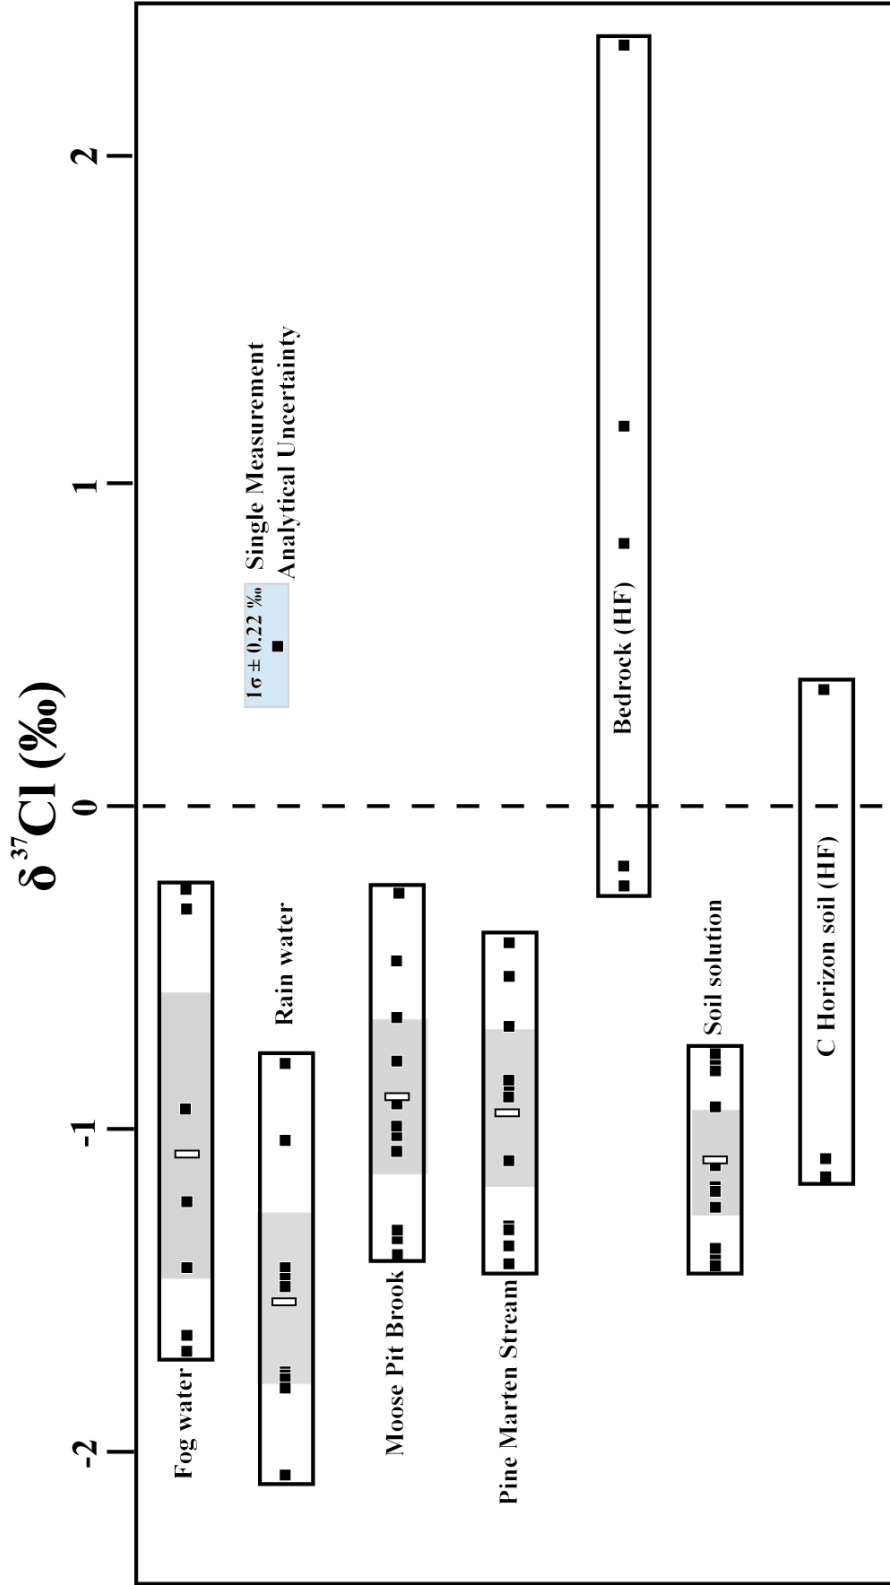 δ³⁷Cl (‰)
-2
-1
0
1
2
Fog water
1σ ± 0.22 ‰
Single Measurement
Analytical Uncertainty
Rain water
Moose Pit Brook
Pine Marten Stream
Bedrock (HF)
Soil solution
C Horizon soil (HF)